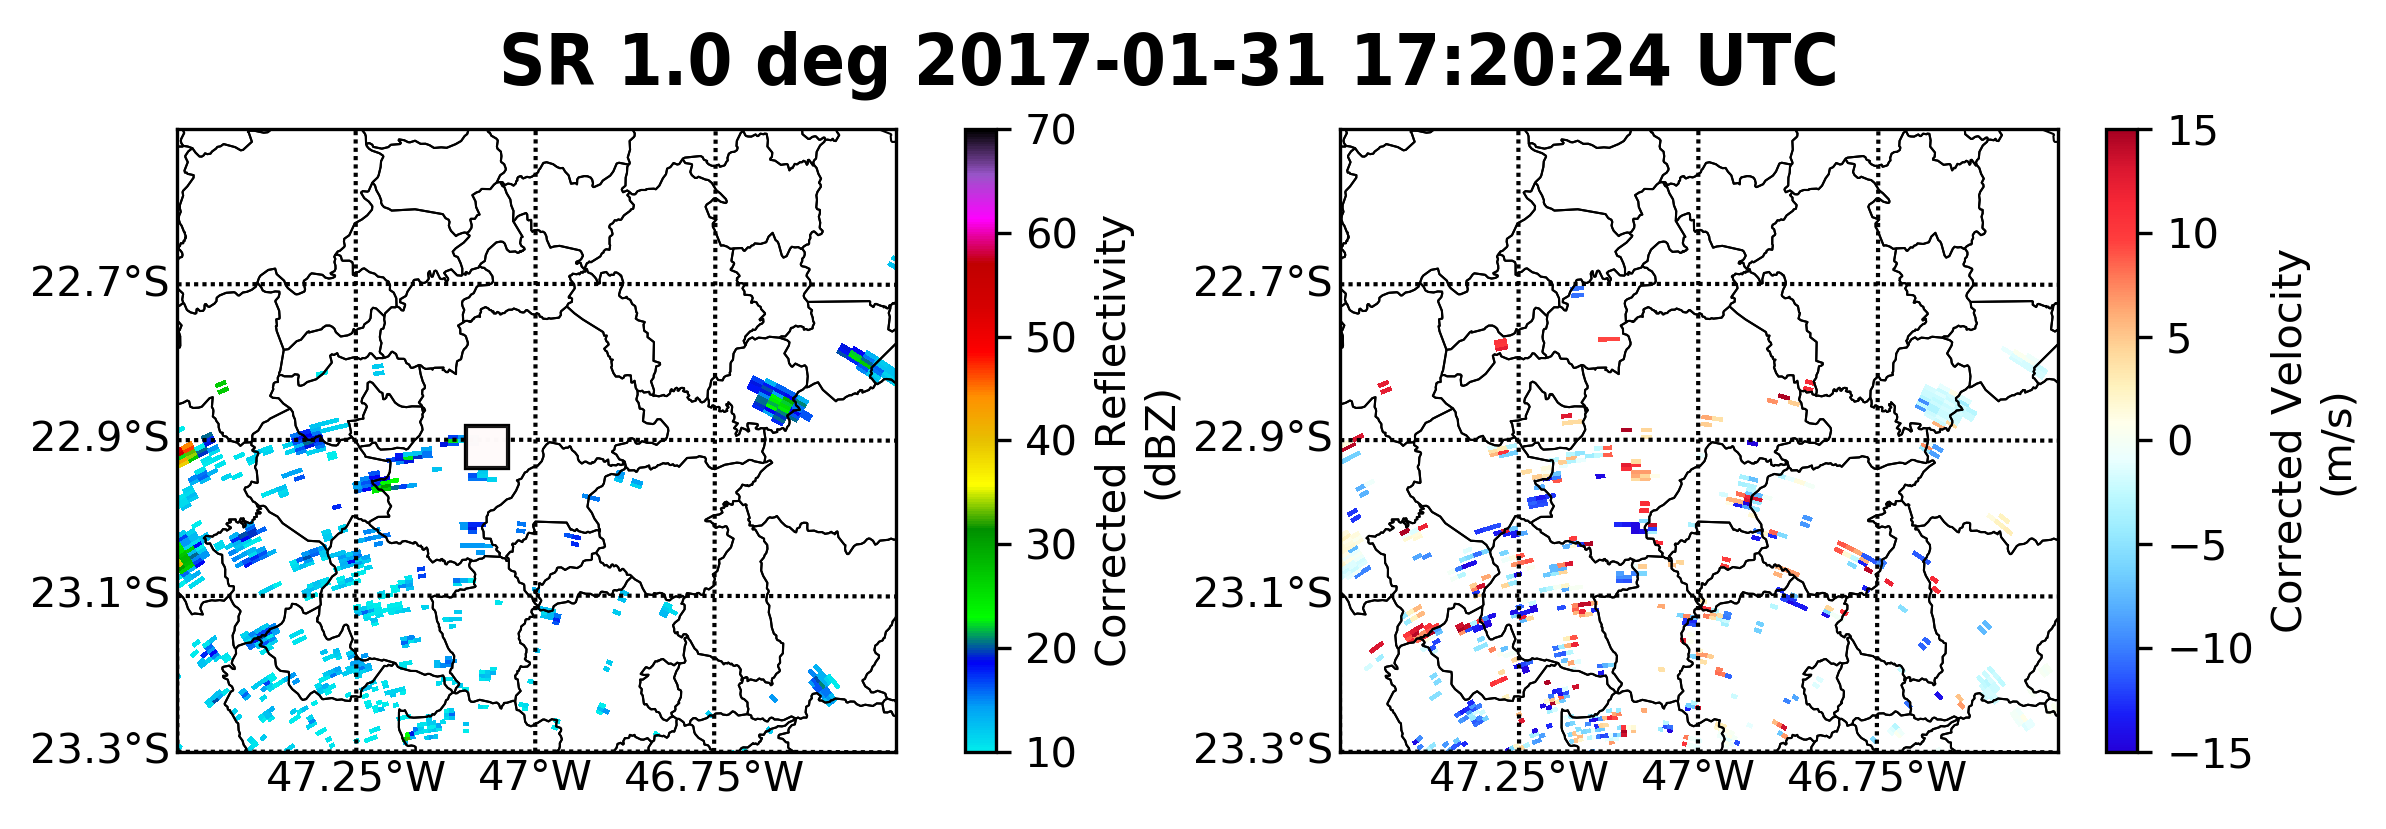 SR 1.0 deg 2017-01-31 17:20:24 UTC
22.7°S
22.9°S
23.1°S
23.3°S
47.25°W
47°W
46.75°W
70
60
50
40
30
20
10
Corrected Reflectivity
(dBZ)
22.7°S
22.9°S
23.1°S
23.3°S
47.25°W
47°W
46.75°W
15
10
5
0
−5
−10
−15
Corrected Velocity
(m/s)